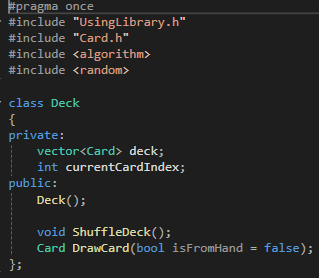 #pragma once
#include "UsingLibrary.h"
#include "Card.h"
#include <algorithm>
#include <random>
class Deck
{
private:
vector<Card> deck;
int currentCardIndex;
public:
Deck();
void ShuffleDeck();
Card DrawCard(bool isFromHand = false);
};